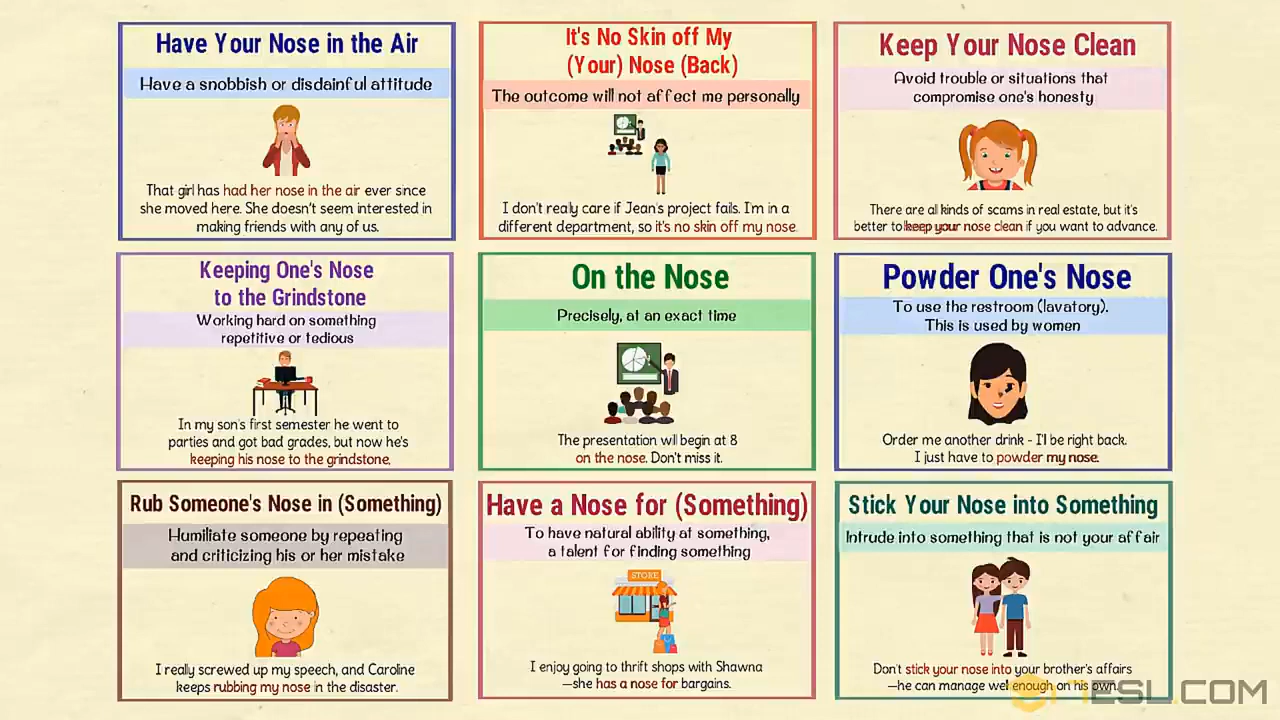 Have Your Nose in the Air
Have a snobbish or disdainful attitude
That girl has had her nose in the air ever since
she moved here. She doesn't seem interested in
making friends with any of us.
It's No Skin off My
(Your) Nose (Back)
The outcome will not affect me personally
I don't really care if Jean's project fails. I'm in a
different department, so it's no skin off my nose.
Keep Your Nose Clean
Avoid trouble or situations that
compromise one's honesty
There are all kinds of scams in real estate, but it's
better to keep your nose clean if you want to advance.
Keeping One's Nose
to the Grindstone
Working hard on something
repetitive or tedious
In my son's first semester he went to
parties and got bad grades, but now he's
keeping his nose to the grindstone.
On the Nose
Precisely, at an exact time
The presentation will begin at 8
on the nose. Don't miss it.
Powder One's Nose
To use the restroom (lavatory).
This is used by women
Order me another drink - I'll be right back.
I just have to powder my nose.
Rub Someone's Nose in (Something)
Humiliate someone by repeating
and criticizing his or her mistake
I really screwed up my speech, and Caroline
keeps rubbing my nose in the disaster.
Have a Nose for (Something)
To have natural ability at something,
a talent for finding something
STORE
I enjoy going to thrift shops with Shawna
—she has a nose for bargains.
Stick Your Nose into Something
Intrude into something that is not your affair
Don't stick your nose into your brother's affairs
—he can manage well enough on his own.
7ESL.COM